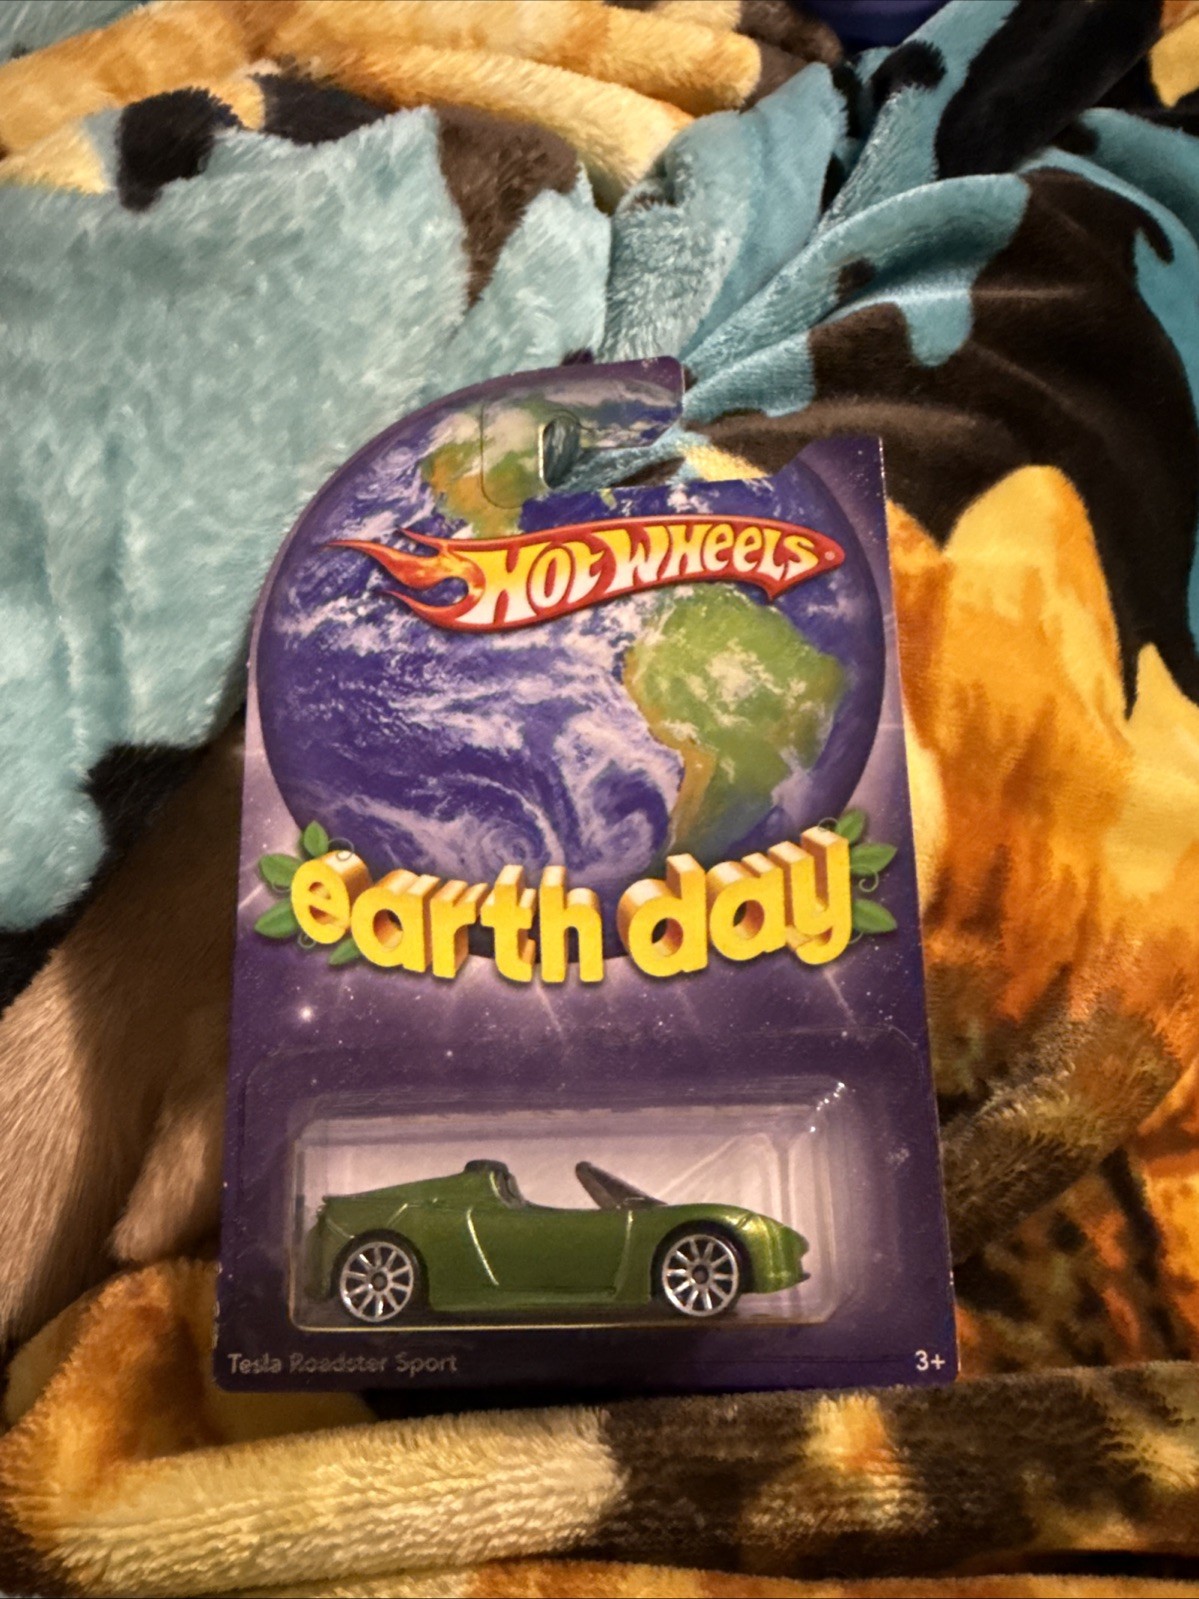 Hot Wheels
earth day
Tesla Roadster Sport
3+